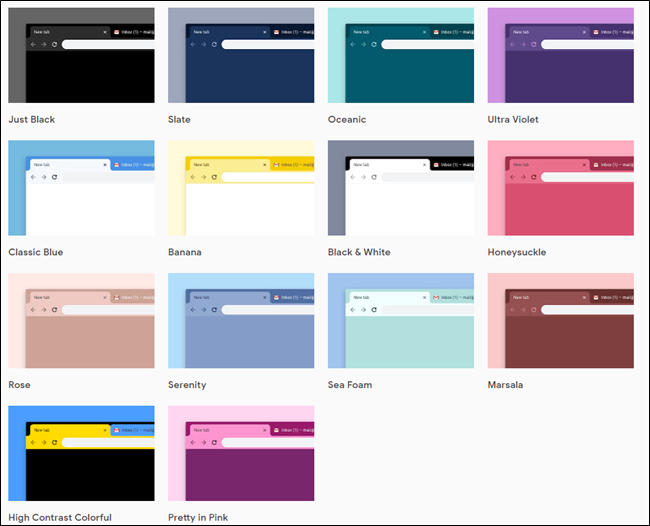 New tab × Inbox (1) – mail@
New tab × Inbox (1) – mail@
New tab × Inbox (1) – mail@
New tab × Inbox (1) – mail@
Just Black
Slate
Oceanic
Ultra Violet
New tab × Inbox (1) – mail@
New tab × Inbox (1) – mail@
New tab × Inbox (1) – mail@
New tab × Inbox (1) – mail@
Classic Blue
Banana
Black & White
Honeysuckle
New tab × Inbox (1) – mail@
New tab × Inbox (1) – mail@
New tab × Inbox (1) – mail@
New tab × Inbox (1) – mail@
Rose
Serenity
Sea Foam
Marsala
New tab × Inbox (1) – mail@
New tab × Inbox (1) – mail@
High Contrast Colorful
Pretty in Pink